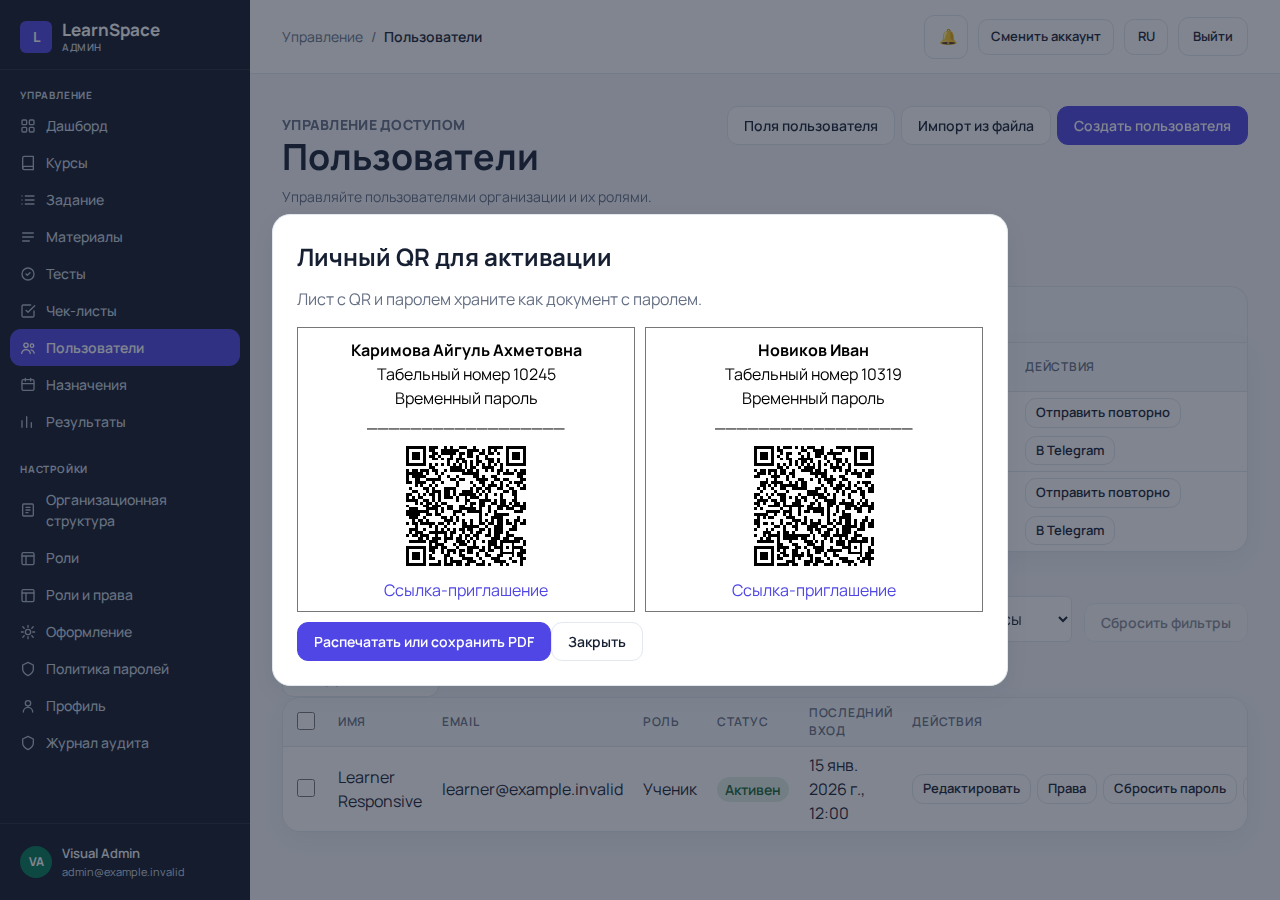 L
LearnSpace
АДМИН
УПРАВЛЕНИЕ
Дашборд
Курсы
Задание
Материалы
Тесты
Чек-листы
Пользователи
Назначения
Результаты
НАСТРОЙКИ
Организационная
структура
Роли
Роли и права
Оформление
Политика паролей
Профиль
Журнал аудита
VA
Visual Admin
admin@example.invalid
Управление / Пользователи
Сменить аккаунт
RU
Выйти
УПРАВЛЕНИЕ ДОСТУПОМ
Пользователи
Управляйте пользователями организации и их ролями.
Поля пользователя
Импорт из файла
Создать пользователя
Личный QR для активации
Лист с QR и паролем храните как документ с паролем.
Каримова Айгуль Ахметовна
Табельный номер 10245
Временный пароль
__________________
Ссылка-приглашение
Новиков Иван
Табельный номер 10319
Временный пароль
__________________
Ссылка-приглашение
Распечатать или сохранить PDF
Закрыть
ДЕЙСТВИЯ
Отправить повторно
В Telegram
Отправить повторно
В Telegram
Сбросить фильтры
ИМЯ EMAIL РОЛЬ СТАТУС ПОСЛЕДНИЙ ВХОД ДЕЙСТВИЯ
Learner
Responsive
learner@example.invalid
Ученик
Активен
15 янв.
2026 г.,
12:00
Редактировать
Права
Сбросить пароль